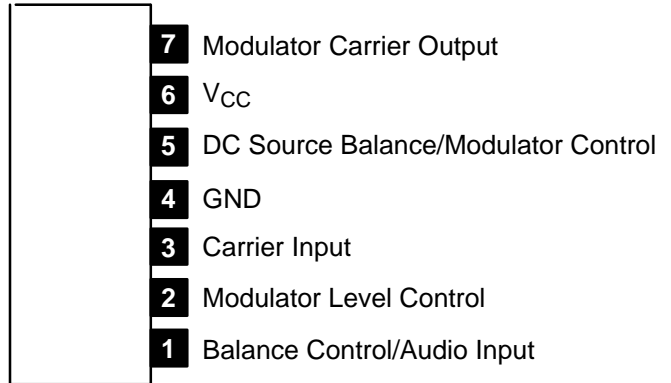 7 Modulator Carrier Output
6 VCC
5 DC Source Balance/Modulator Control
4 GND
3 Carrier Input
2 Modulator Level Control
1 Balance Control/Audio Input